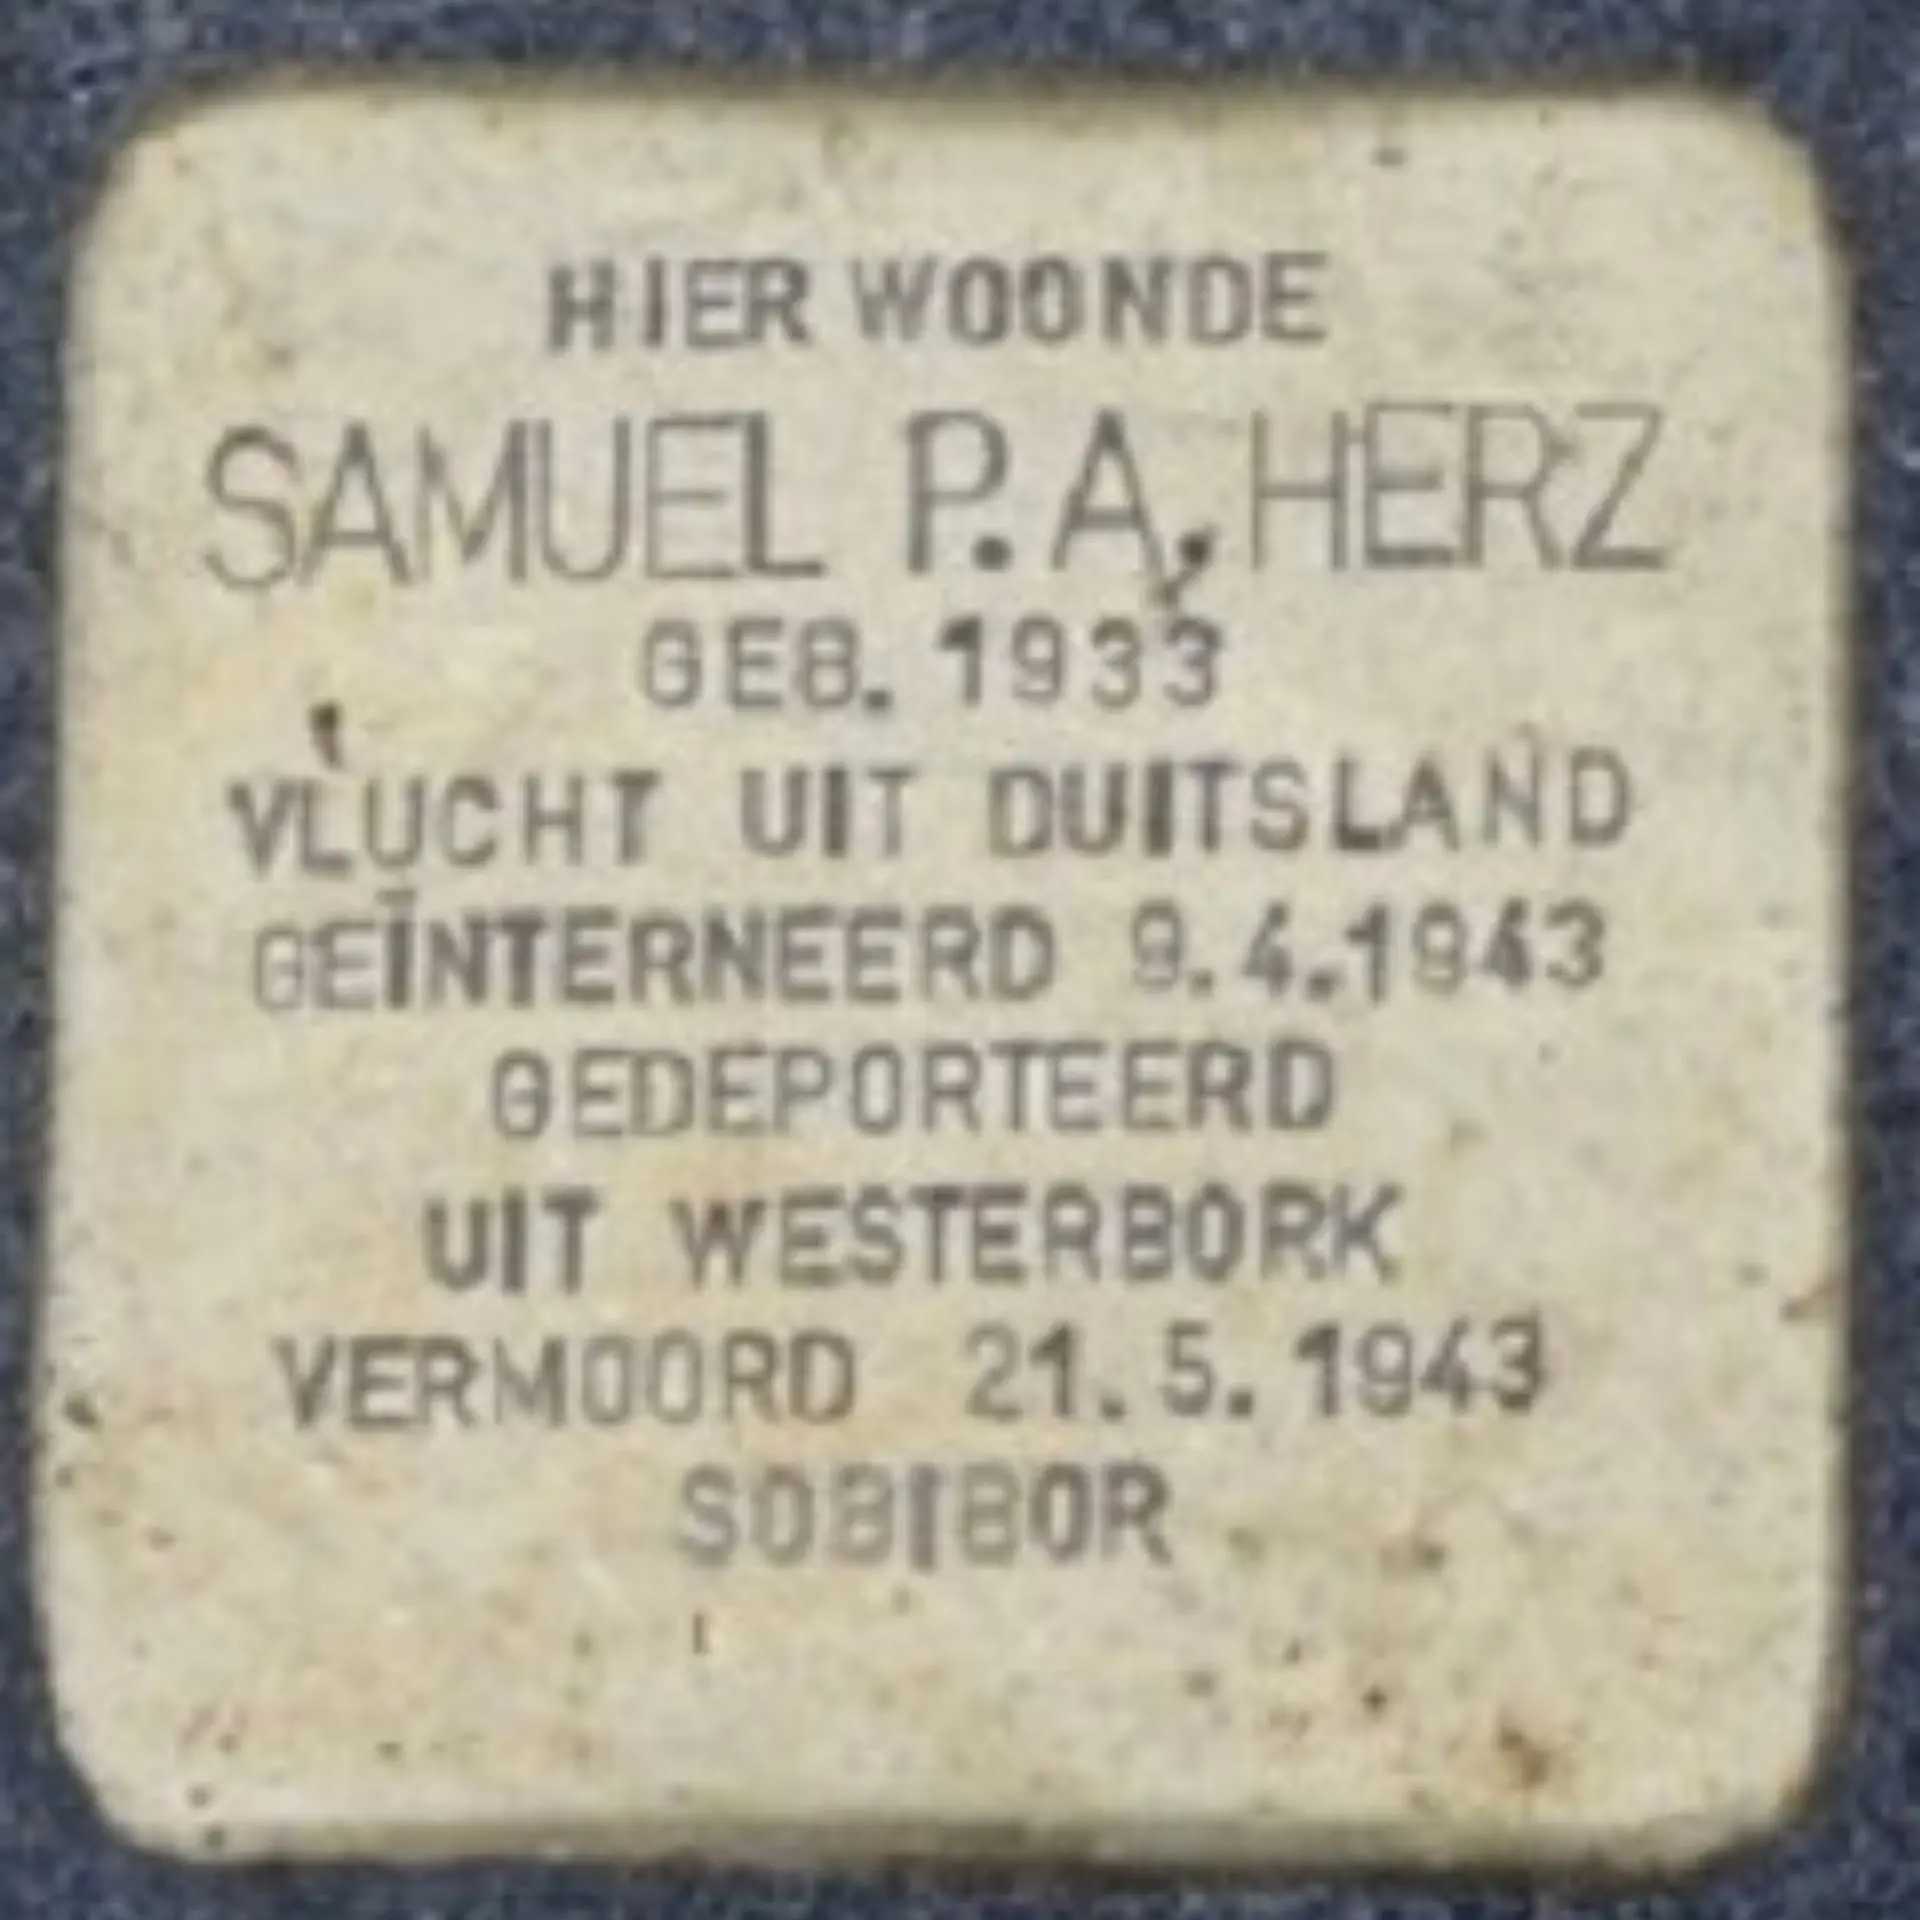 HIER WOONDE
SAMUEL P.A. HERZ
GEB. 1933
VLUCHT UIT DUITSLAND
GEÏNTERNEERD 9.4.1943
GEDEPORTEERD
UIT WESTERBORK
VERMOORD 21.5.1943
SOBIBOR